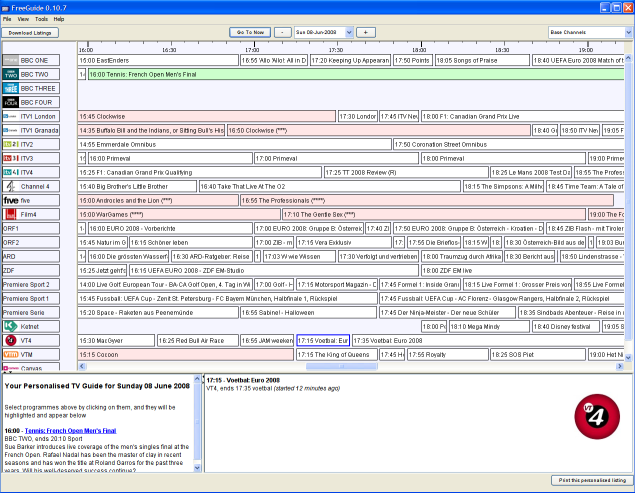 FreeGuide 0.10.7
File View Tools Help
Download Listings Go To Now - Sun 08-Jun-2008 + Base Channels
16:00 16:30 17:00 17:30 18:00 18:30 19:00
BBC ONE 15:00 EastEnders 16:55 'Allo 'Allo! All in D 17:20 Keeping Up Appearan 17:50 Points 18:05 Songs of Praise 18:40 UEFA Euro 2008 Match of t
BBC TWO 16:00 Tennis: French Open Men's Final
BBC THREE
BBC FOUR
ITV1 London 15:45 Clockwise 17:30 London 17:45 ITV Ne 18:00 F1: Canadian Grand Prix Live
ITV1 Granada 14:35 Buffalo Bill and the Indians, or Sitting Bull's His 16:50 Clockwise (***) 18:40 Gr 18:50 ITV Nev 19:05 F
ITV2 14:55 Emmerdale Omnibus 17:50 Coronation Street Omnibus
ITV3 16:00 Primeval 17:00 Primeval 18:00 Primeval 19:00 Prim
ITV4 15:25 F1: Canadian Grand Prix Qualifying 17:25 TT 2008 Review (R) 18:25 Le Mans 2008 Test Da 18:55 The Profess
Channel 4 15:40 Big Brother's Little Brother 16:40 Take That Live At The O2 18:15 The Simpsons: A Milho 18:45 Time Team: A Tale of
five 15:00 Androcles and the Lion (***) 16:55 The Professionals (****)
Film4 15:00 WarGames (****) 17:10 The Gentle Sex (***) 19:00 The Fo
ORF1 16:00 EURO 2008 - Vorberichte 17:00 EURO 2008: Gruppe B: Österreich 17:40 ZI 17:50 EURO 2008: Gruppe B: Österreich - Kroatien - D 18:45 ZIB Flash - mit Tiroler
ORF2 15:45 Natur im G 16:15 Schöner leben 17:00 ZIB - m 17:15 Vera Exklusiv 17:55 Die Brieflos- 18:15 W 18:30 Österreich-Bild aus de 19:03 Bur
ARD 16:00 Die grössten Wasserfä 16:30 ARD-Ratgeber: Reise 17:03 W wie Wissen 17:30 Verfolgt und vertrieben 18:00 Traumzug durch Afrika 18:30 Bericht aus 18:50 Lindenstrasse -
ZDF 15:25 Jetzt geht's 16:15 UEFA EURO 2008 - ZDF EM-Studio 18:00 ZDF EM live
Premiere Sport 2 14:00 Live Golf European Tour - BA-CA Golf Open, 4. Tag in Wi 17:00 Golf - H 17:15 Motorsport Magazin - D 17:45 Formel 1: Inside Grand 18:15 Live Formel 1: Grosser Preis von 18:55 Live Formel
Premiere Sport 1 15:45 Fussball: UEFA Cup - Zenit St. Petersburg - FC Bayern München, Halbfinale 1, Rückspiel 17:45 Fussball: UEFA Cup - AC Florenz - Glasgow Rangers, Halbfinale 2, Rückspiel
Premiere Serie 15:20 Space - Raketen aus Peenemünde 16:55 Sabine! - Halloween 17:45 Der Ninja-Meister - Der neue Schüler 18:35 Sindbads Abenteuer - Reise in
Ketnet 18:00 Pi 18:10 Mega Mindy 18:40 Disney festival 19:05 S
VT4 15:30 MacGyver 16:25 Red Bull Air Race 16:55 JAM weeken 17:15 Voetbal: Eur 17:35 Voetbal: Euro 2008
VTM 15:15 Cocoon 17:15 The King of Queens 17:45 He 17:55 Royalty 18:25 SOS Piet 19:00 Het Ni
Canvas
Your Personalised TV Guide for Sunday 08 June 2008
Select programmes above by clicking on them, and they will be
highlighted and appear below
16:00 - Tennis: French Open Men's Final
BBC TWO, ends 20:10 Sport
Sue Barker introduces live coverage of the men's singles final at the
French Open. Rafael Nadal has been the master of clay in recent
seasons and has won the title at Roland Garros for the past three
years. Will his well-deserved success continue?
17:15 - Voetbal: Euro 2008
VT4, ends 17:35 voetbal (started 12 minutes ago)
VT4
Print this personalised listing